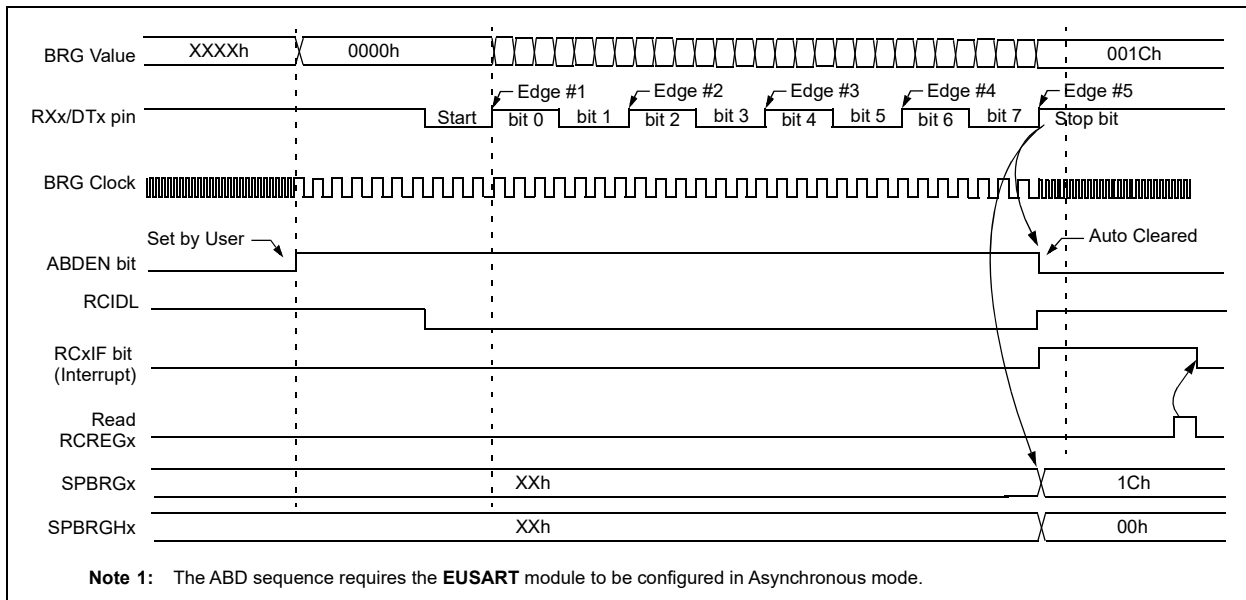 BRG Value XXXXh 0000h 001Ch
Edge #1 Edge #2 Edge #3 Edge #4 Edge #5
RXx/DTx pin Start bit 0 bit 1 bit 2 bit 3 bit 4 bit 5 bit 6 bit 7 Stop bit
BRG Clock
Set by User Auto Cleared
ABDEN bit
RCIDL
RCxIF bit
(Interrupt)
Read
RCREGx
SPBRGx XXh 1Ch
SPBRGHx XXh 00h
Note 1: The ABD sequence requires the EUSART module to be configured in Asynchronous mode.